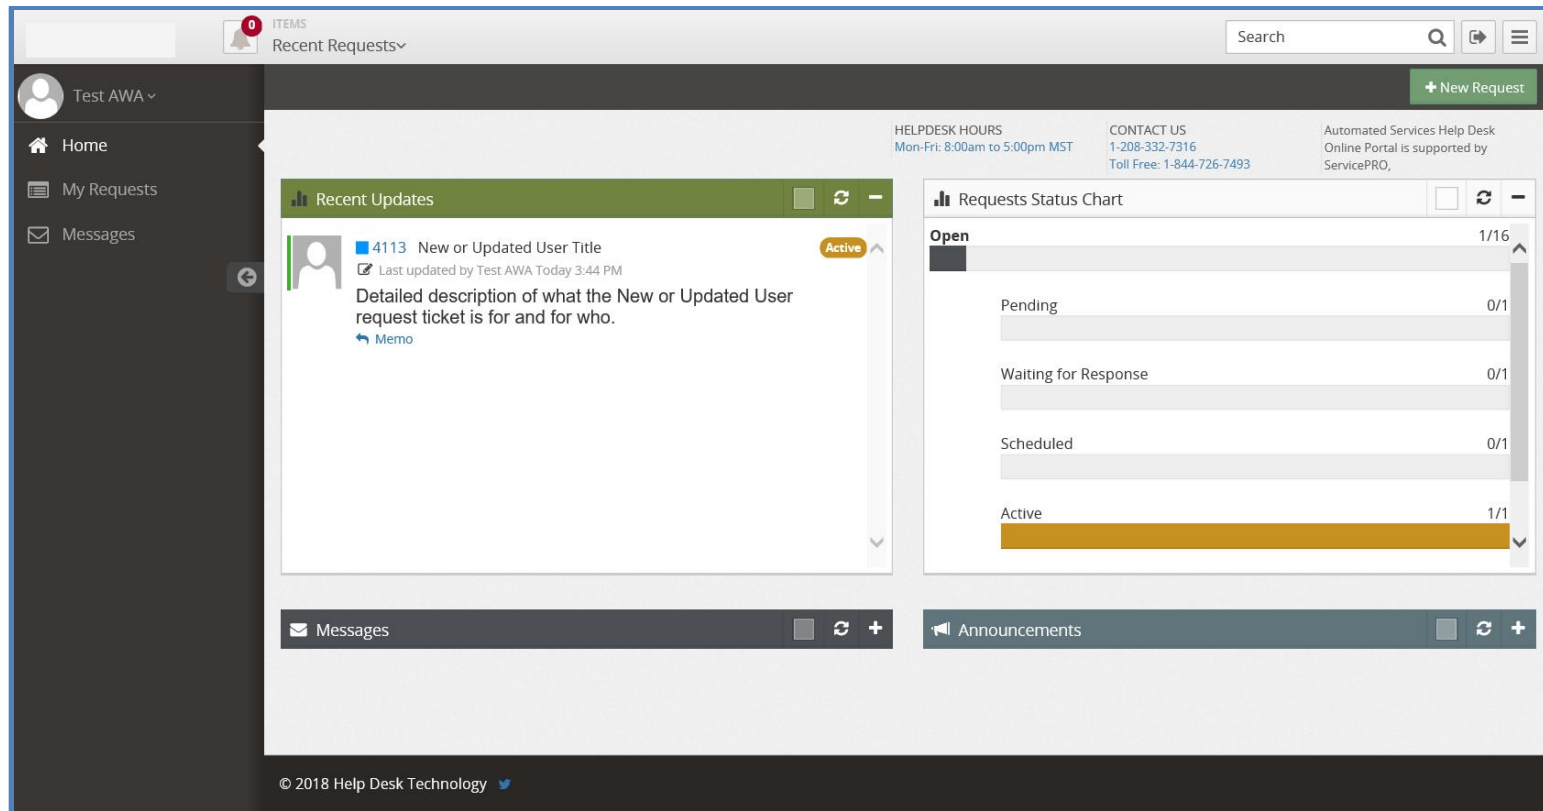 0
ITEMS
Recent Requests
Search
Test AWA
+ New Request
Home
My Requests
Messages
HELPDESK HOURS
Mon-Fri: 8:00am to 5:00pm MST
CONTACT US
1-208-332-7316
Toll Free: 1-844-726-7493
Automated Services Help Desk
Online Portal is supported by
ServicePRO,
Recent Updates
4113 New or Updated User Title
Active
Last updated by Test AWA Today 3:44 PM
Detailed description of what the New or Updated User
request ticket is for and for who.
Memo
Requests Status Chart
Open 1/16
Pending 0/1
Waiting for Response 0/1
Scheduled 0/1
Active 1/1
Messages
Announcements
© 2018 Help Desk Technology